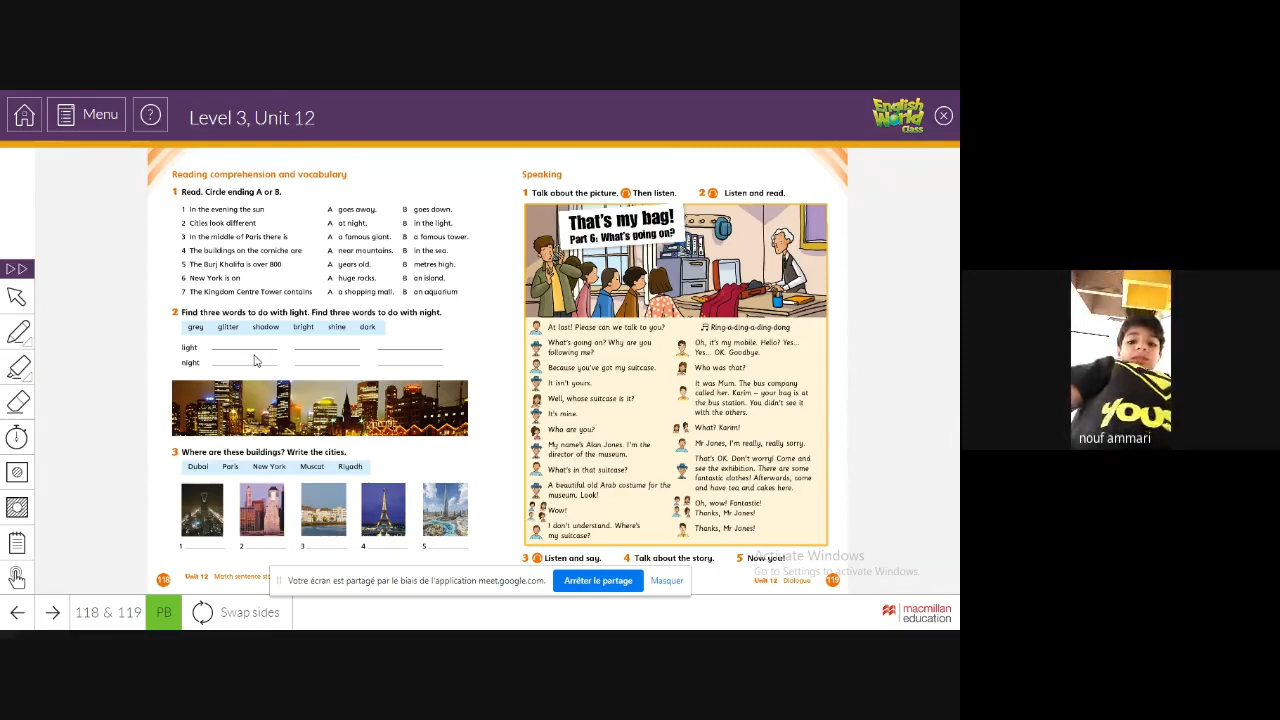 Menu
?
Level 3, Unit 12
English World Class
Reading comprehension and vocabulary
1 Read. Circle ending A or B.
1 In the evening the sun A goes away. B goes down.
2 Cities look different A at night. B in the light.
3 In the middle of Paris there is A a famous giant. B a famous tower.
4 The buildings on the corniche are A near mountains. B in the sea.
5 The Burj Khalifa is over 800 A years old. B metres high.
6 New York is on A huge rocks. B an island.
7 The Kingdom Centre Tower contains A a shopping mall. B an aquarium
2 Find three words to do with light. Find three words to do with night.
grey glitter shadow bright shine dark
light
night
3 Where are these buildings? Write the cities.
Dubai Paris New York Muscat Riyadh
1 2 3 4 5
118 Unit 12 Match sentence
Speaking
1 Talk about the picture. Then listen. 2 Listen and read.
That's my bag!
Part 6: What's going on?
At last! Please can we talk to you?
What's going on? Why are you
following me?
Because you've got my suitcase.
It isn't yours.
Well, whose suitcase is it?
It's mine.
Who are you?
My name's Alan Jones. I'm the
director of the museum.
What's in that suitcase?
A beautiful old Arab costume for the
museum. Look!
Wow!
I don't understand. Where's
my suitcase?
Ring-a-ding-a-ding-dong
Oh, it's my mobile. Hello? Yes...
Yes... OK. Goodbye.
Who was that?
It was Mum. The bus company
called her. Karim – your bag is
at the bus station. You didn't see it
with the others.
What? Karim!
Mr Jones, I'm really, really sorry.
That's OK. Don't worry! Come and
see the exhibition. There are some
fantastic clothes! Afterwards, come
and have tea and cakes here.
Oh, wow! Fantastic!
Thanks, Mr Jones!
Thanks, Mr Jones!
3 Listen and say. 4 Talk about the story. 5 Now you!
Unit 12 Dialogue 119
Activate Windows
Go to Settings to activate Windows.
Votre écran est partagé par le biais de l'application meet.google.com. Arrêter le partage Masquer
118 & 119 PB Swap sides
macmillan
education
YOUS
nouf ammari